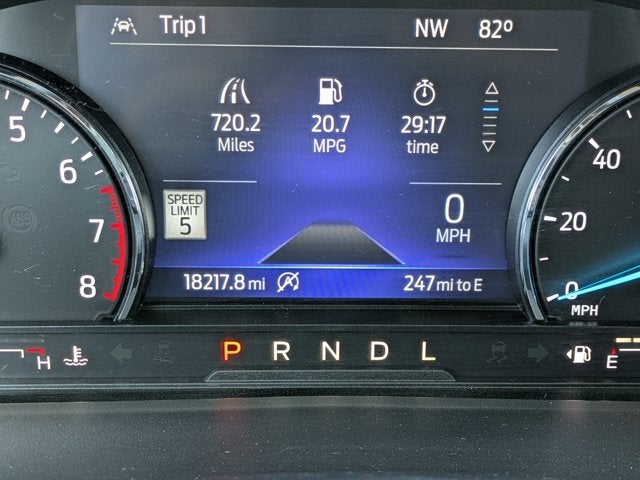 Trip 1 NW 82º
720.2 20.7 29:17
Miles MPG time
SPEED
LIMIT
5
0
MPH
18217.8 mi 247 mi to E
5
6
7
8
40
20
0
MPH
H P R N D L E